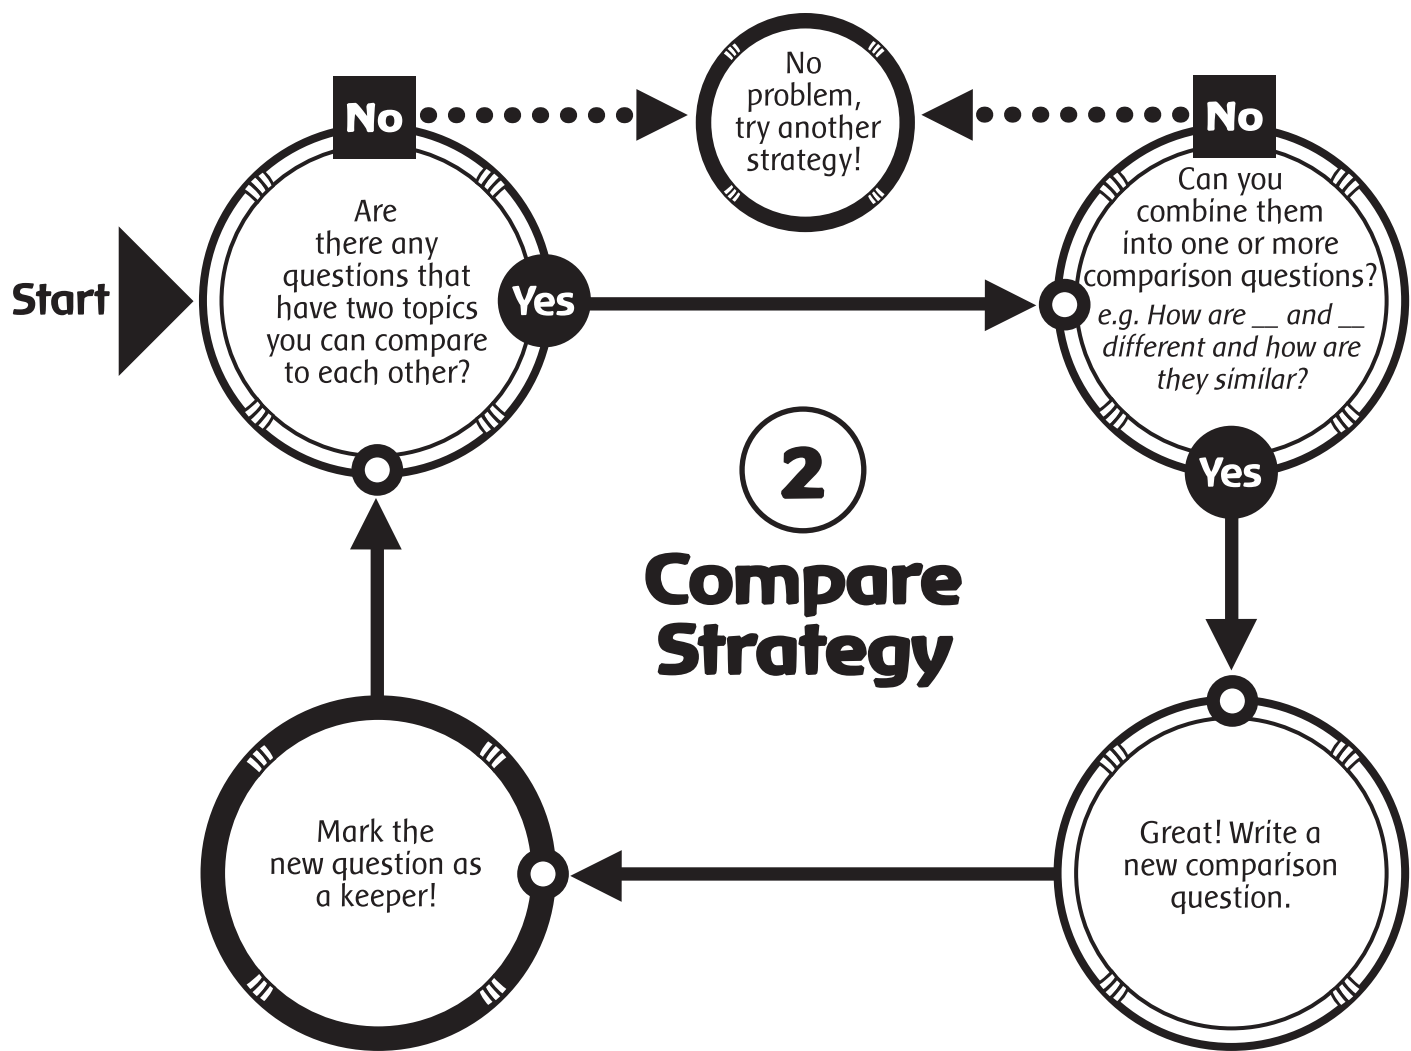 Start
No
Are
there any
questions that
have two topics
you can compare
to each other?
Yes
No
problem,
try another
strategy!
No
Can you
combine them
into one or more
comparison questions?
e.g. How are __ and __
different and how are
they similar?
Yes
2
Compare
Strategy
Great! Write a
new comparison
question.
Mark the
new question as
a keeper!